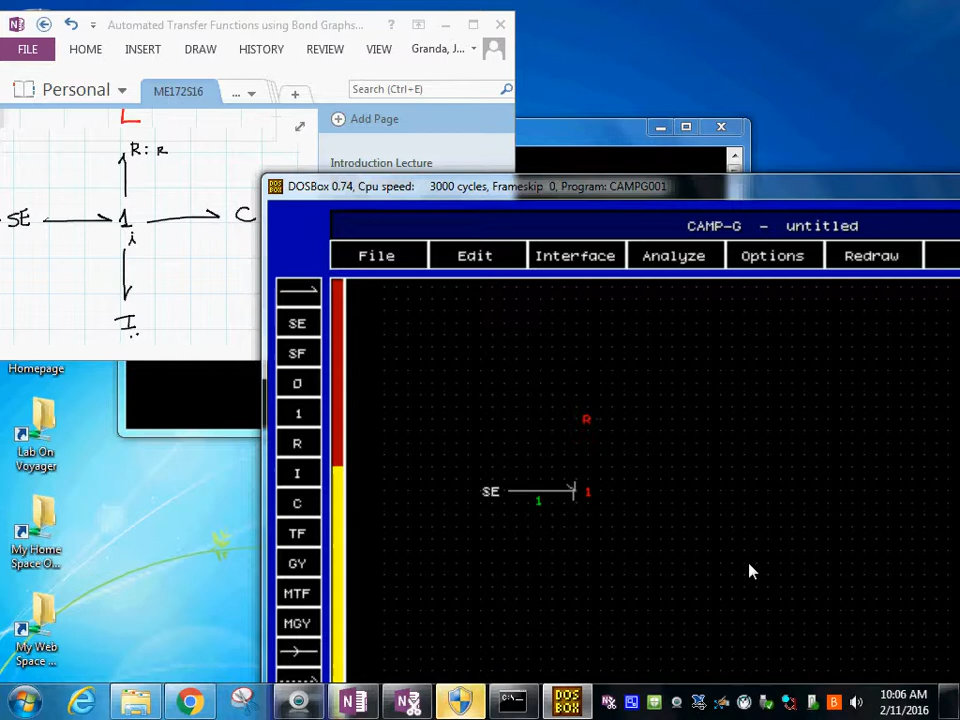 Automated Transfer Functions using Bond Graphs...
?
FILE HOME INSERT DRAW HISTORY REVIEW VIEW Granda, J...
Personal ME172S16 ... + Search (Ctrl+E)
Add Page
Introduction Lecture
R: R
SE 1 C
i
I
DOSBox 0.74, Cpu speed: 3000 cycles, Frameskip 0, Program: CAMPG001
CAMP-G - untitled
File Edit Interface Analyze Options Redraw
SE
SF
0
1
R
I
C
TF
GY
MTF
MGY
R
SE 1
1
Homepage
Lab On
Voyager
My Home
Space O...
My Web
Space ...
C:\_
DOS
BOX
10:06 AM
2/11/2016